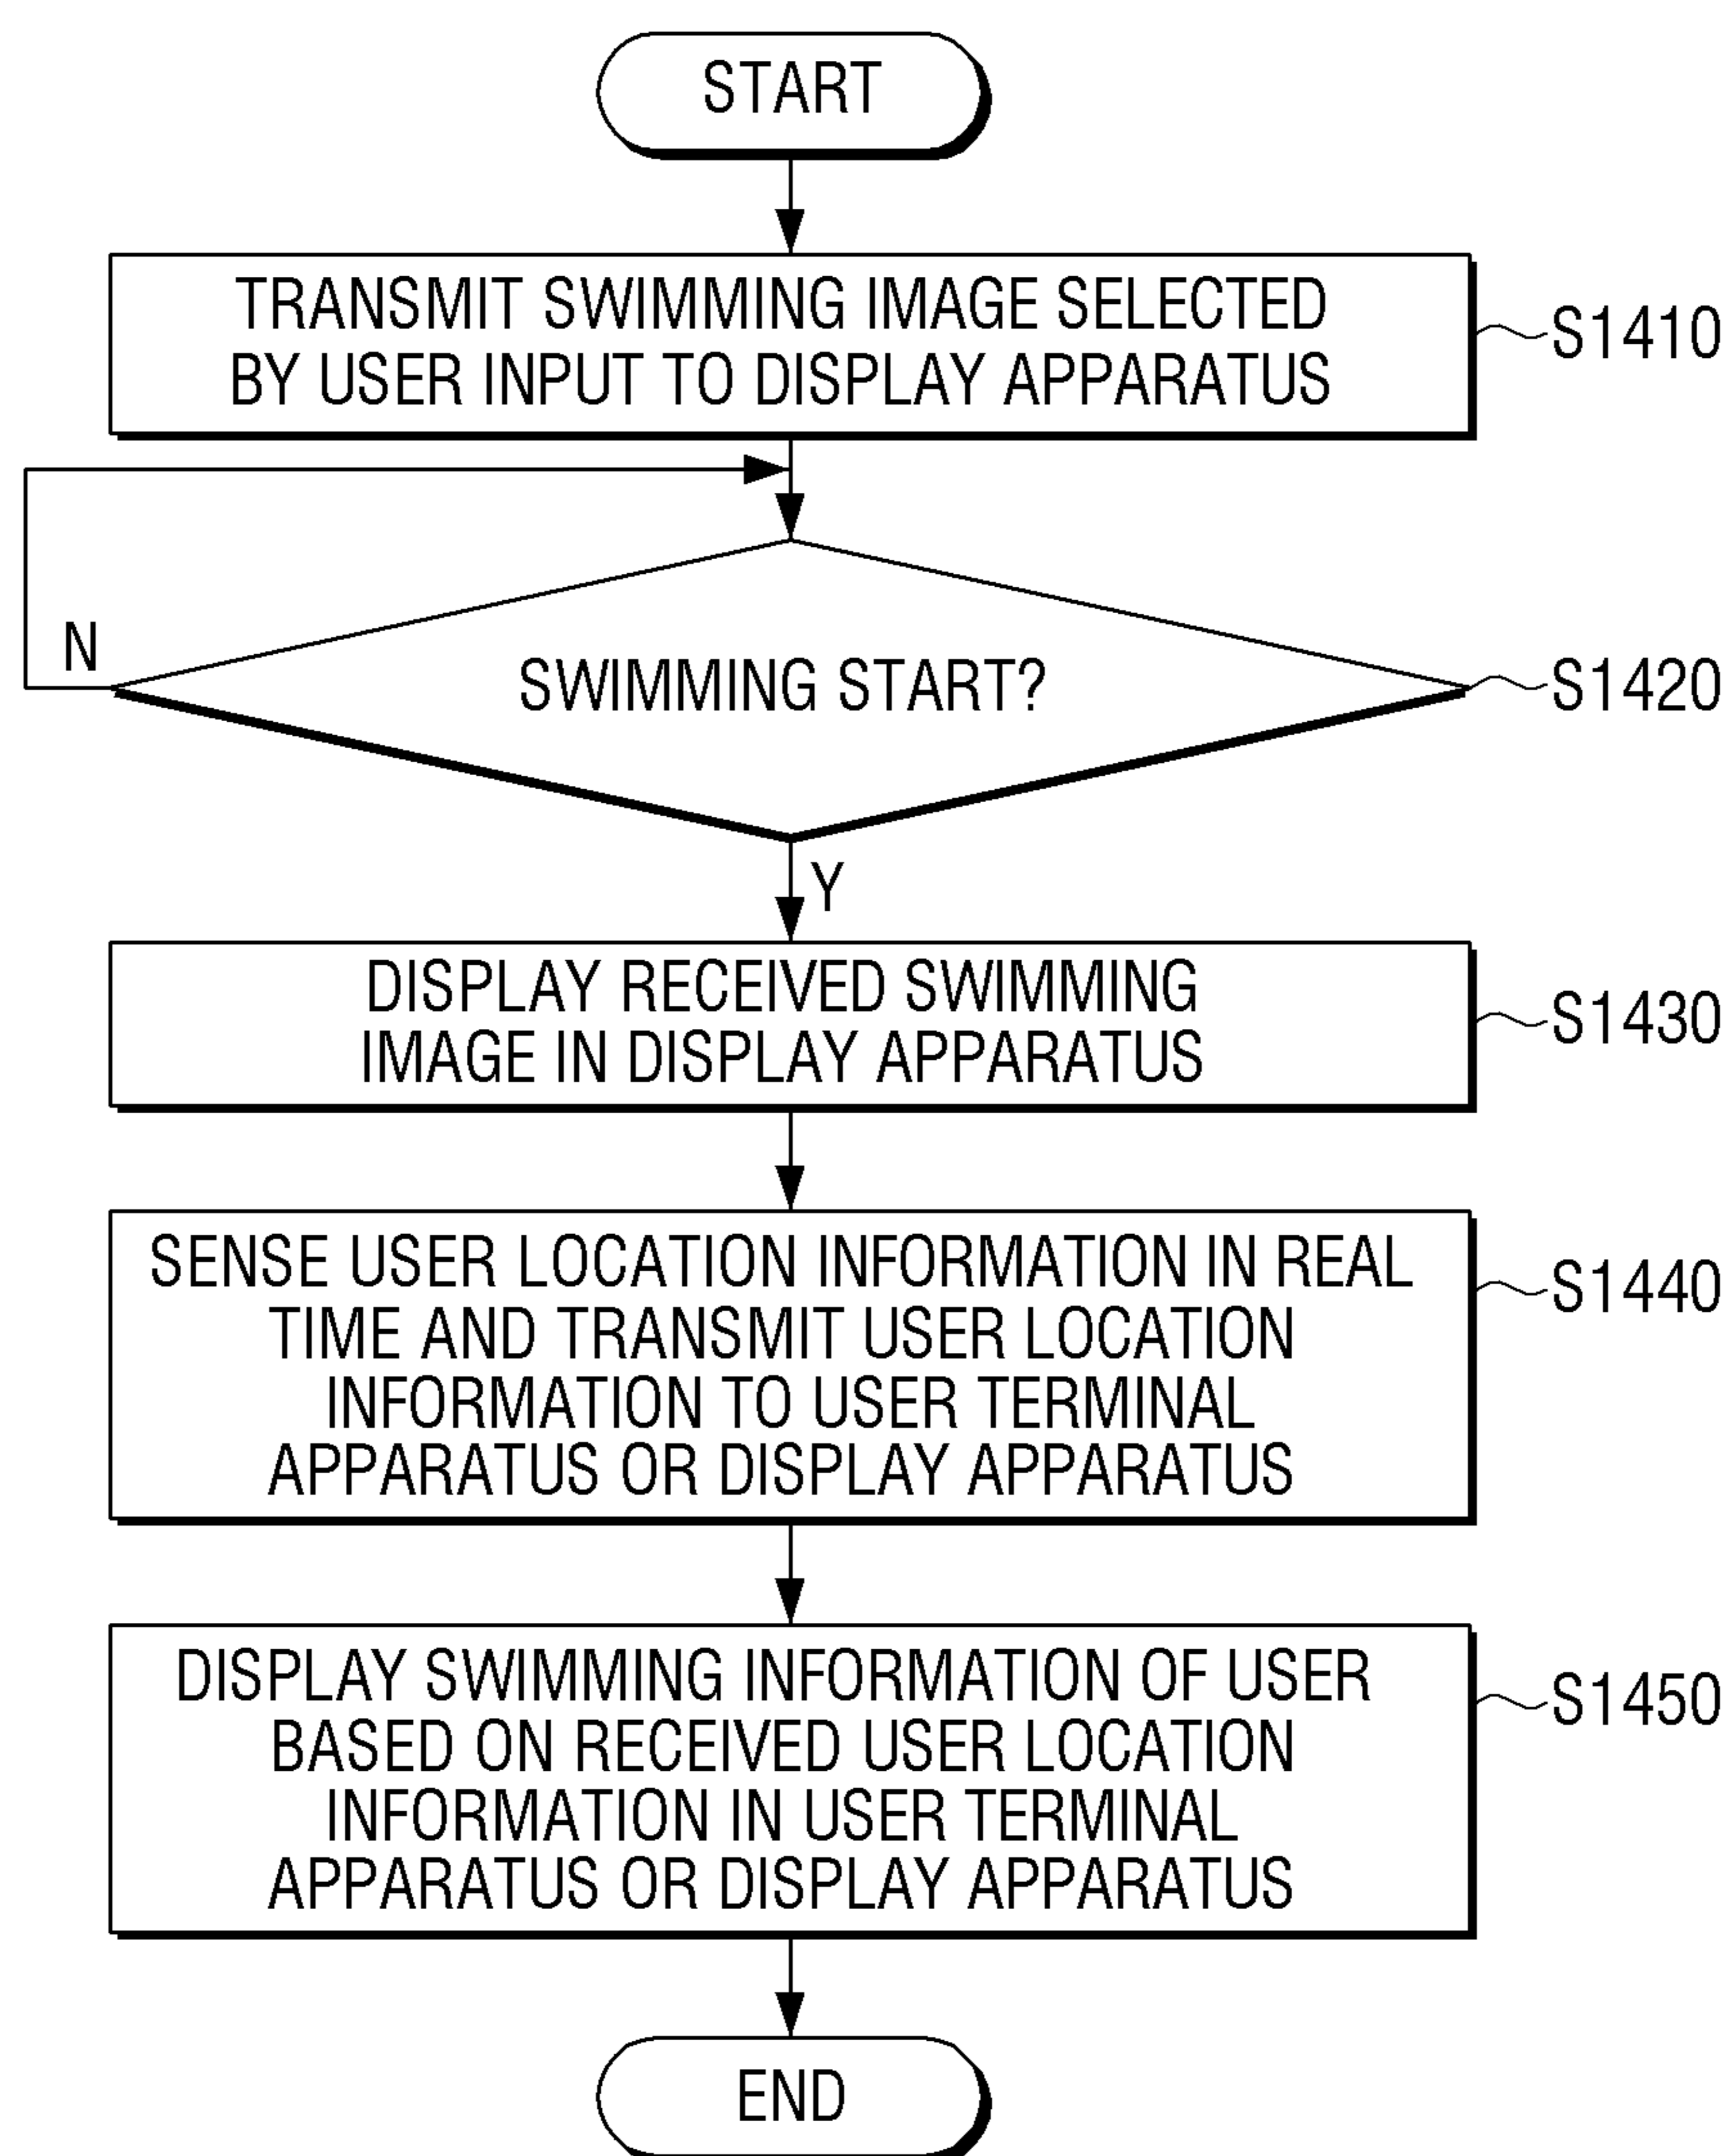 START
TRANSMIT SWIMMING IMAGE SELECTED
BY USER INPUT TO DISPLAY APPARATUS
S1410
N
SWIMMING START?
S1420
Y
DISPLAY RECEIVED SWIMMING
IMAGE IN DISPLAY APPARATUS
S1430
SENSE USER LOCATION INFORMATION IN REAL
TIME AND TRANSMIT USER LOCATION
INFORMATION TO USER TERMINAL
APPARATUS OR DISPLAY APPARATUS
S1440
DISPLAY SWIMMING INFORMATION OF USER
BASED ON RECEIVED USER LOCATION
INFORMATION IN USER TERMINAL
APPARATUS OR DISPLAY APPARATUS
S1450
END